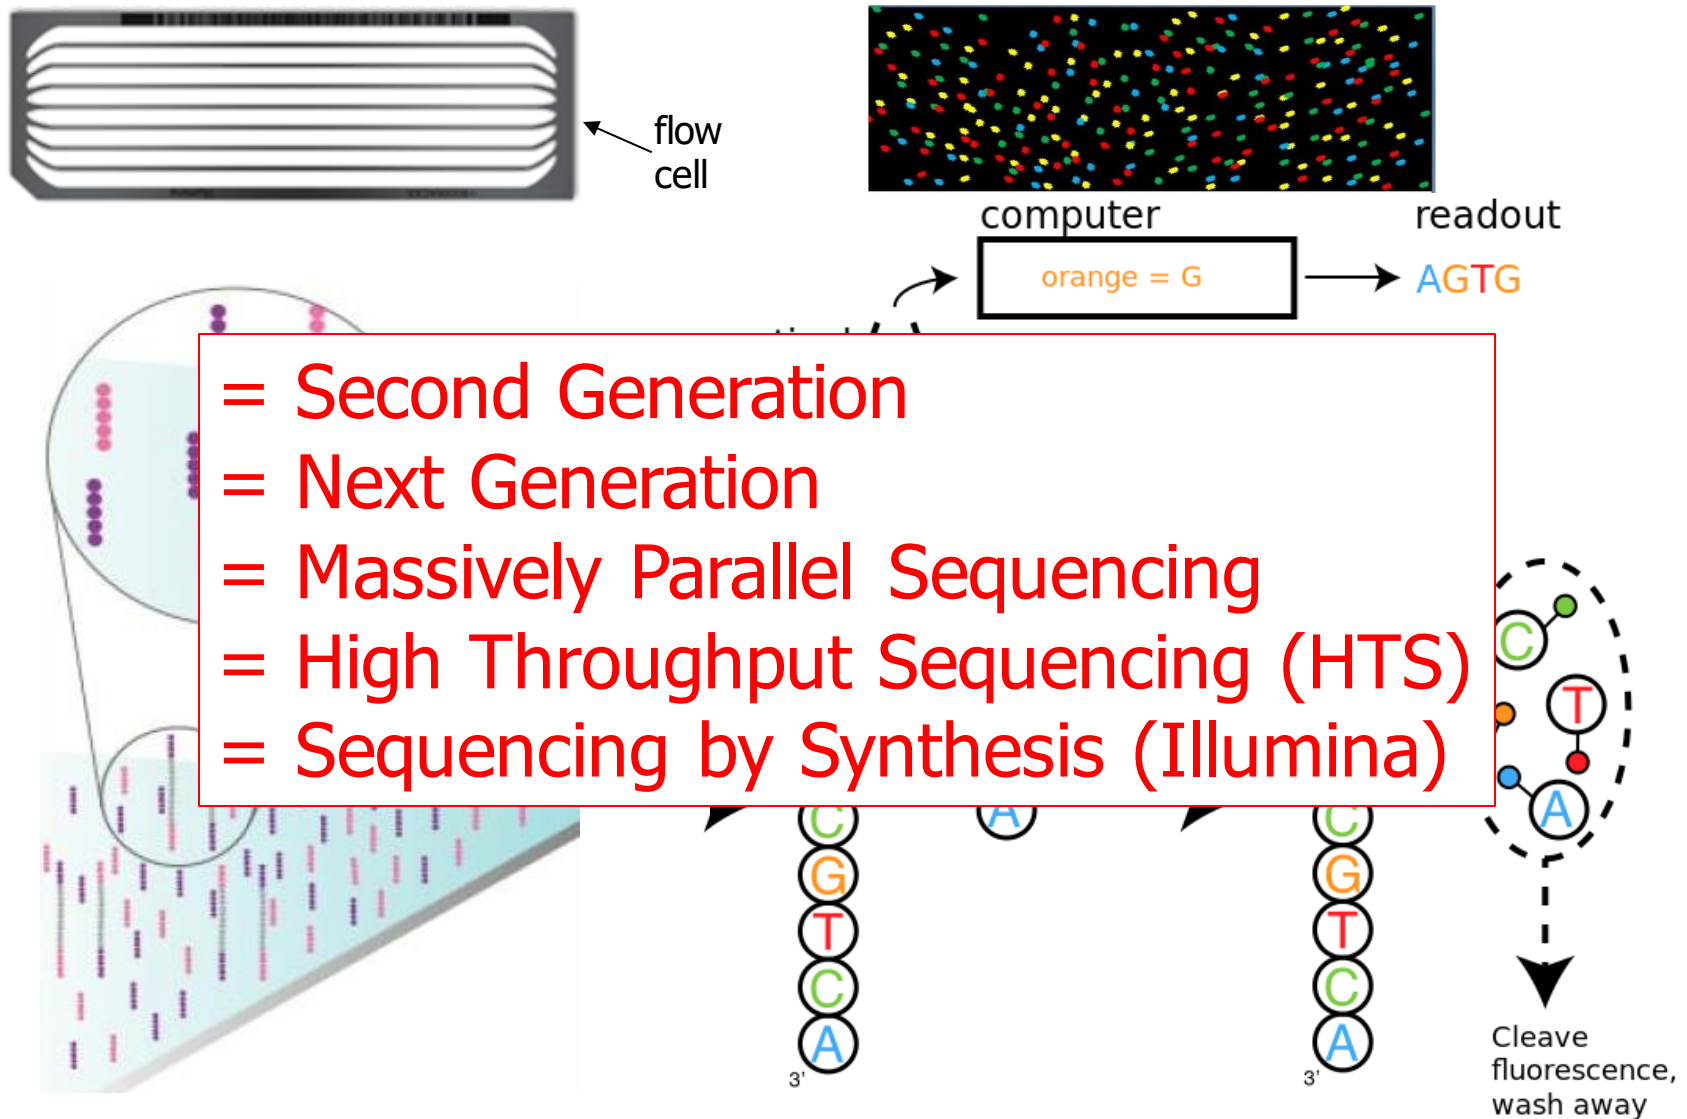 flow
cell
computer
readout
orange = G
AGTG
= Second Generation
= Next Generation
= Massively Parallel Sequencing
= High Throughput Sequencing (HTS)
= Sequencing by Synthesis (Illumina)
C
T
A
C
G
T
C
A
3'
A
C
G
T
C
A
3'
Cleave
fluorescence,
wash away